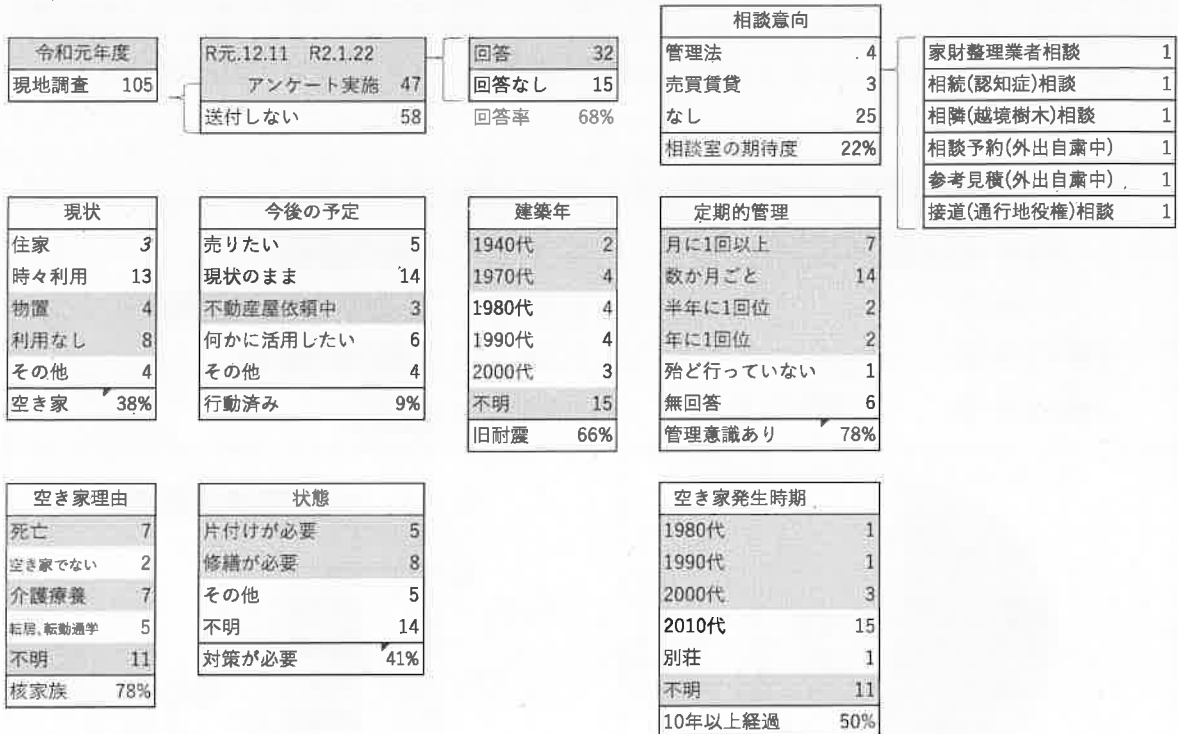 令和元年度
現地調査 105
R元.12.11 R2.1.22
アンケート実施 47
送付しない 58
回答 32
回答なし 15
回答率 68%
相談意向
管理法 4
売買賃貸 3
なし 25
相談室の期待度 22%
家財整理業者相談 1
相続(認知症)相談 1
相隣(越境樹木)相談 1
相談予約(外出自粛中) 1
参考見積(外出自粛中) 1
接道(通行地役権)相談 1
現状
住家 3
時々利用 13
物置 4
利用なし 8
その他 4
空き家 38%
今後の予定
売りたい 5
現状のまま 14
不動産屋依頼中 3
何かに活用したい 6
その他 4
行動済み 9%
建築年
1940代 2
1970代 4
1980代 4
1990代 4
2000代 3
不明 15
旧耐震 66%
定期的管理
月に1回以上 7
数か月ごと 14
半年に1回位 2
年に1回位 2
殆ど行っていない 1
無回答 6
管理意識あり 78%
空き家理由
死亡 7
空き家でない 2
介護療養 7
転居、転勤通学 5
不明 11
核家族 78%
状態
片付けが必要 5
修繕が必要 8
その他 5
不明 14
対策が必要 41%
空き家発生時期
1980代 1
1990代 1
2000代 3
2010代 15
別荘 1
不明 11
10年以上経過 50%